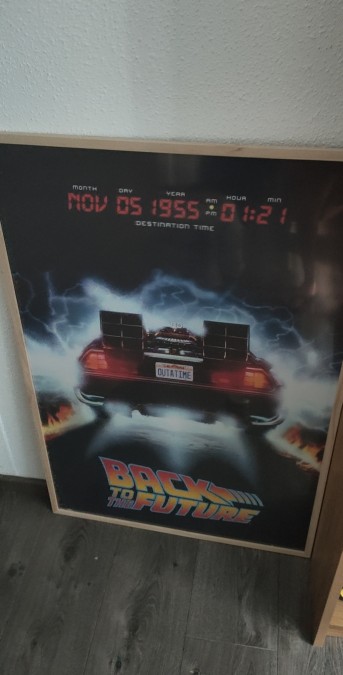 MONTH DAY YEAR AM HOUR MIN
NOV 05 1955 PM 01:21
DESTINATION TIME
OUTATIME
BACK
TO THE FUTURE